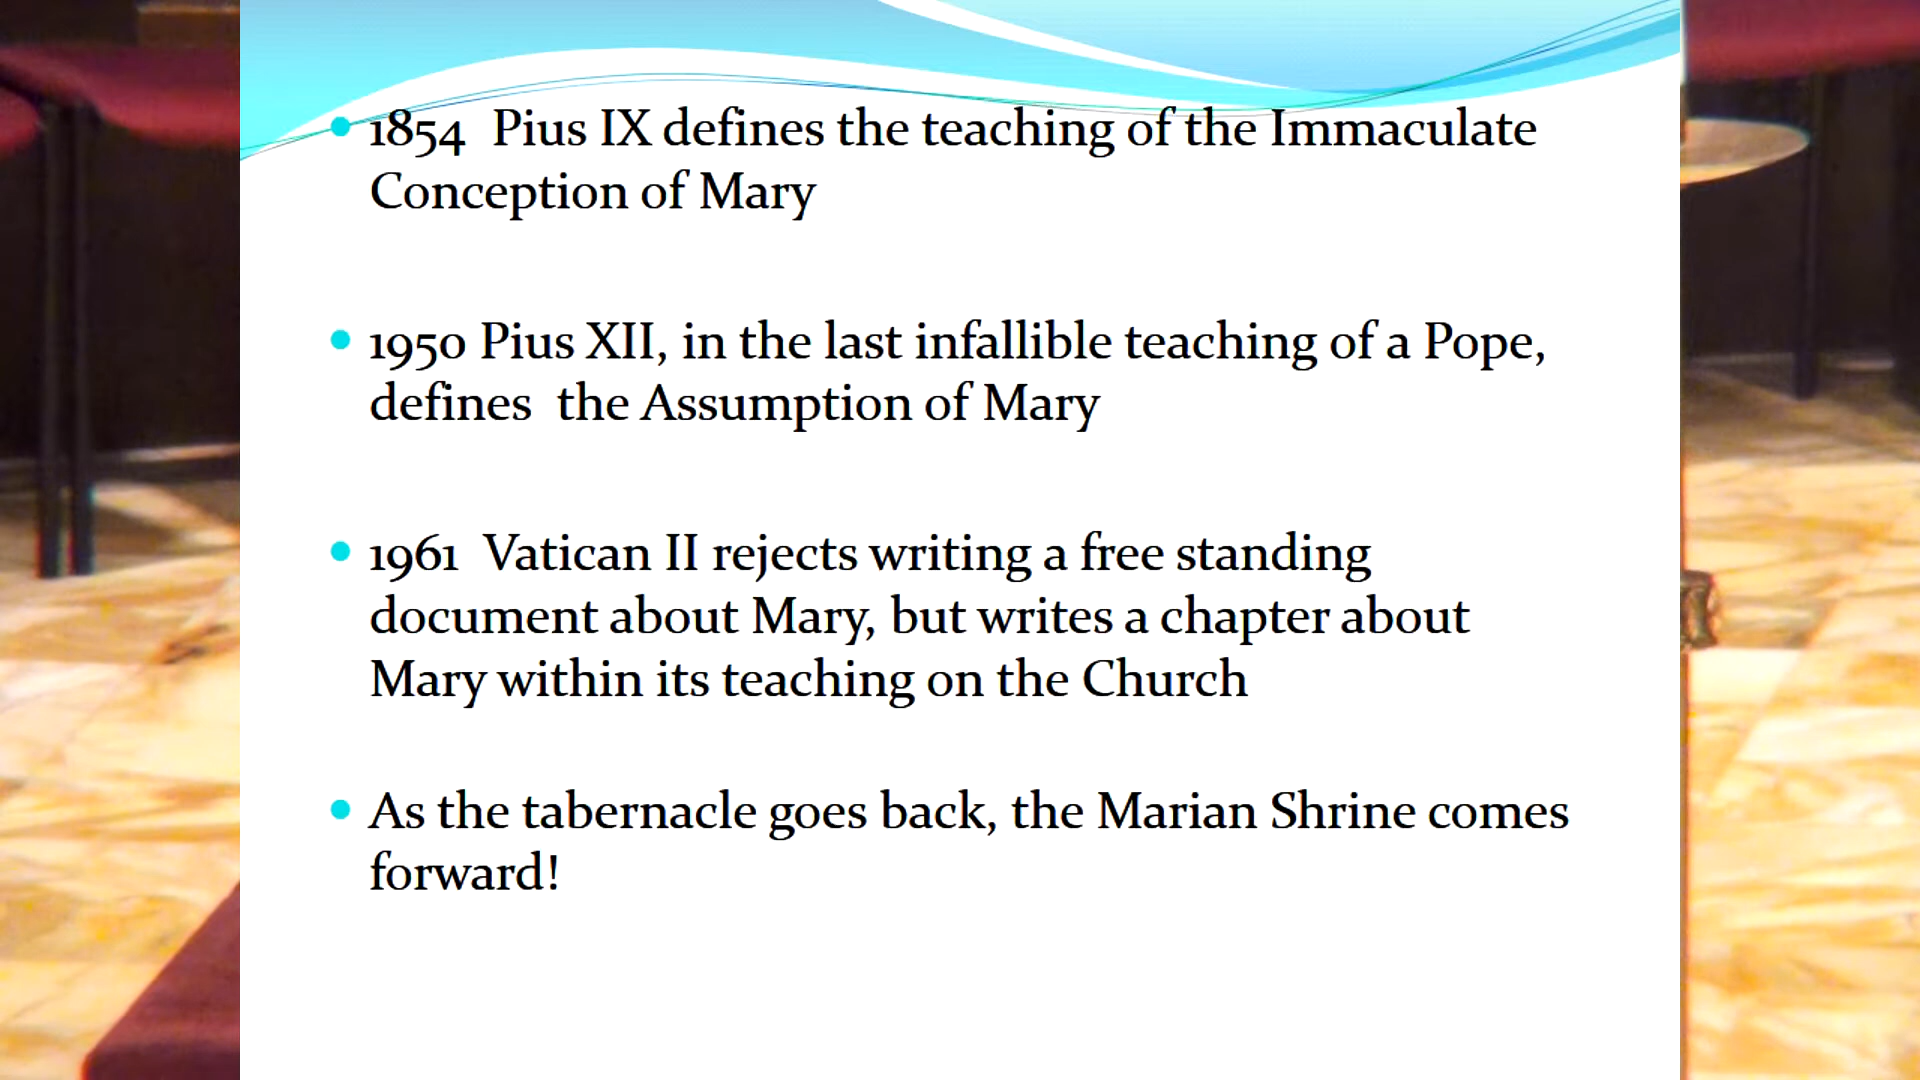 1854 Pius IX defines the teaching of the Immaculate
Conception of Mary
1950 Pius XII, in the last infallible teaching of a Pope,
defines the Assumption of Mary
1961 Vatican II rejects writing a free standing
document about Mary, but writes a chapter about
Mary within its teaching on the Church
As the tabernacle goes back, the Marian Shrine comes
forward!